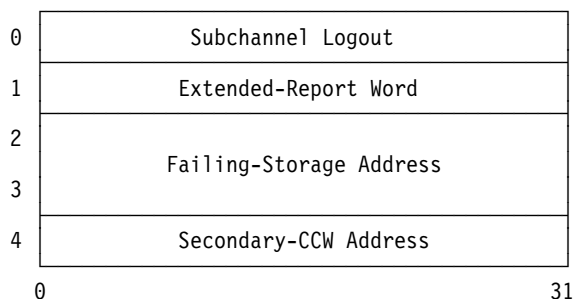 0 Subchannel Logout
1 Extended-Report Word
2
Failing-Storage Address
3
4 Secondary-CCW Address
0 31